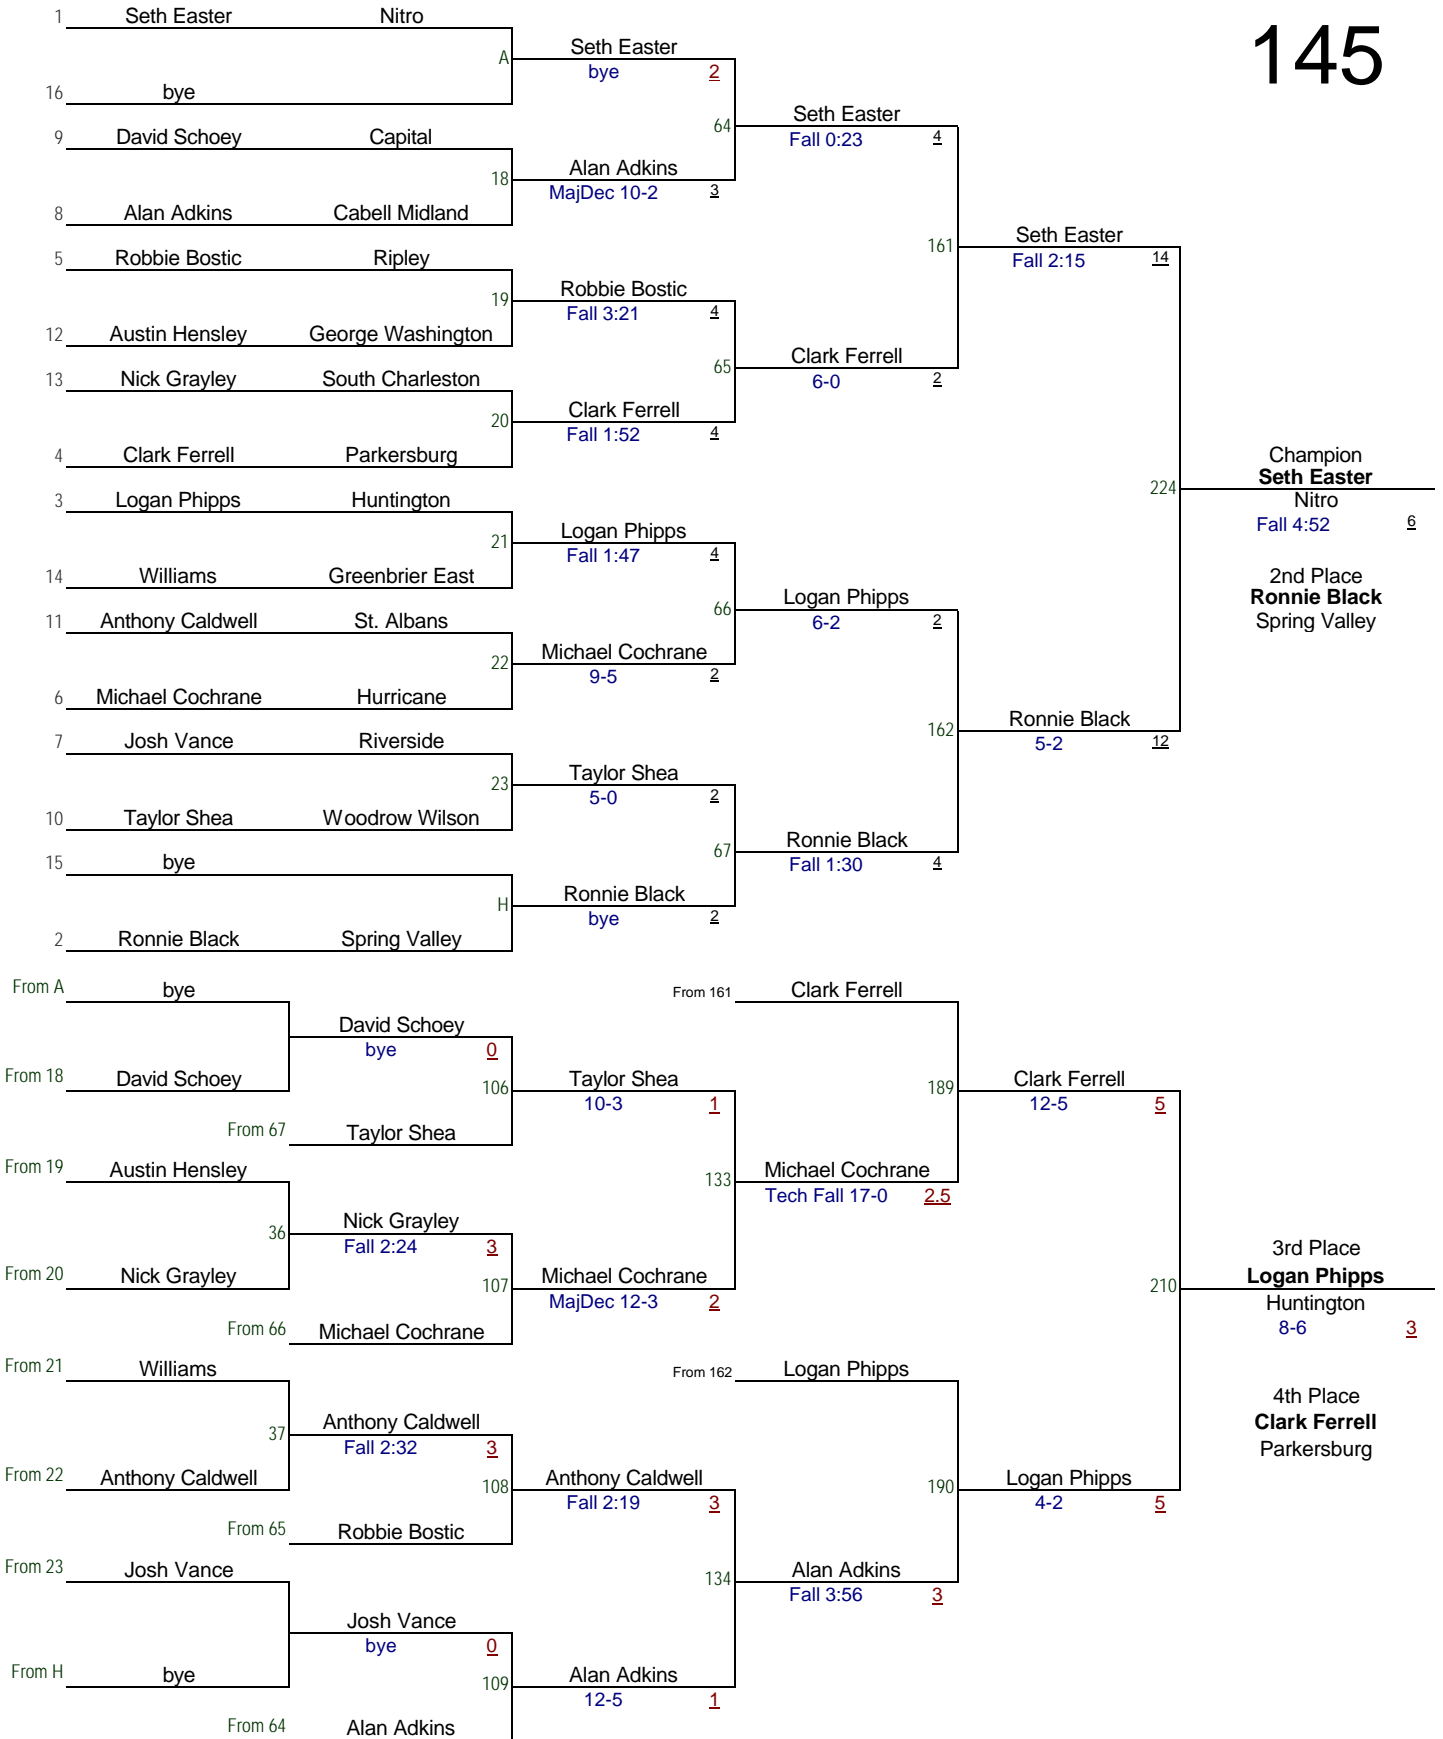 145
1 Seth Easter Nitro
A Seth Easter
bye 2
16 bye
9 David Schoey Capital
64 Seth Easter
Fall 0:23 4
18 Alan Adkins
MajDec 10-2 3
8 Alan Adkins Cabell Midland
161 Seth Easter
Fall 2:15 14
5 Robbie Bostic Ripley
19 Robbie Bostic
Fall 3:21 4
12 Austin Hensley George Washington
65 Clark Ferrell
6-0 2
13 Nick Grayley South Charleston
20 Clark Ferrell
Fall 1:52 4
4 Clark Ferrell Parkersburg
224 Champion
Seth Easter
Nitro
Fall 4:52 6
3 Logan Phipps Huntington
21 Logan Phipps
Fall 1:47 4
14 Williams Greenbrier East
2nd Place
Ronnie Black
Spring Valley
66 Logan Phipps
6-2 2
11 Anthony Caldwell St. Albans
22 Michael Cochrane
9-5 2
6 Michael Cochrane Hurricane
162 Ronnie Black
5-2 12
7 Josh Vance Riverside
23 Taylor Shea
5-0 2
10 Taylor Shea Woodrow Wilson
67 Ronnie Black
Fall 1:30 4
15 bye
H Ronnie Black
bye 2
2 Ronnie Black Spring Valley
From A bye
From 161 Clark Ferrell
David Schoey
bye 0
From 18 David Schoey
106 Taylor Shea
10-3 1
189 Clark Ferrell
12-5 5
From 67 Taylor Shea
From 19 Austin Hensley
133 Michael Cochrane
Tech Fall 17-0 2.5
36 Nick Grayley
Fall 2:24 3
From 20 Nick Grayley
107 Michael Cochrane
MajDec 12-3 2
210 3rd Place
Logan Phipps
Huntington
8-6 3
From 66 Michael Cochrane
From 21 Williams
From 162 Logan Phipps
4th Place
Clark Ferrell
Parkersburg
37 Anthony Caldwell
Fall 2:32 3
From 22 Anthony Caldwell
108 Anthony Caldwell
Fall 2:19 3
190 Logan Phipps
4-2 5
From 65 Robbie Bostic
From 23 Josh Vance
134 Alan Adkins
Fall 3:56 3
Josh Vance
bye 0
From H bye
109 Alan Adkins
12-5 1
From 64 Alan Adkins